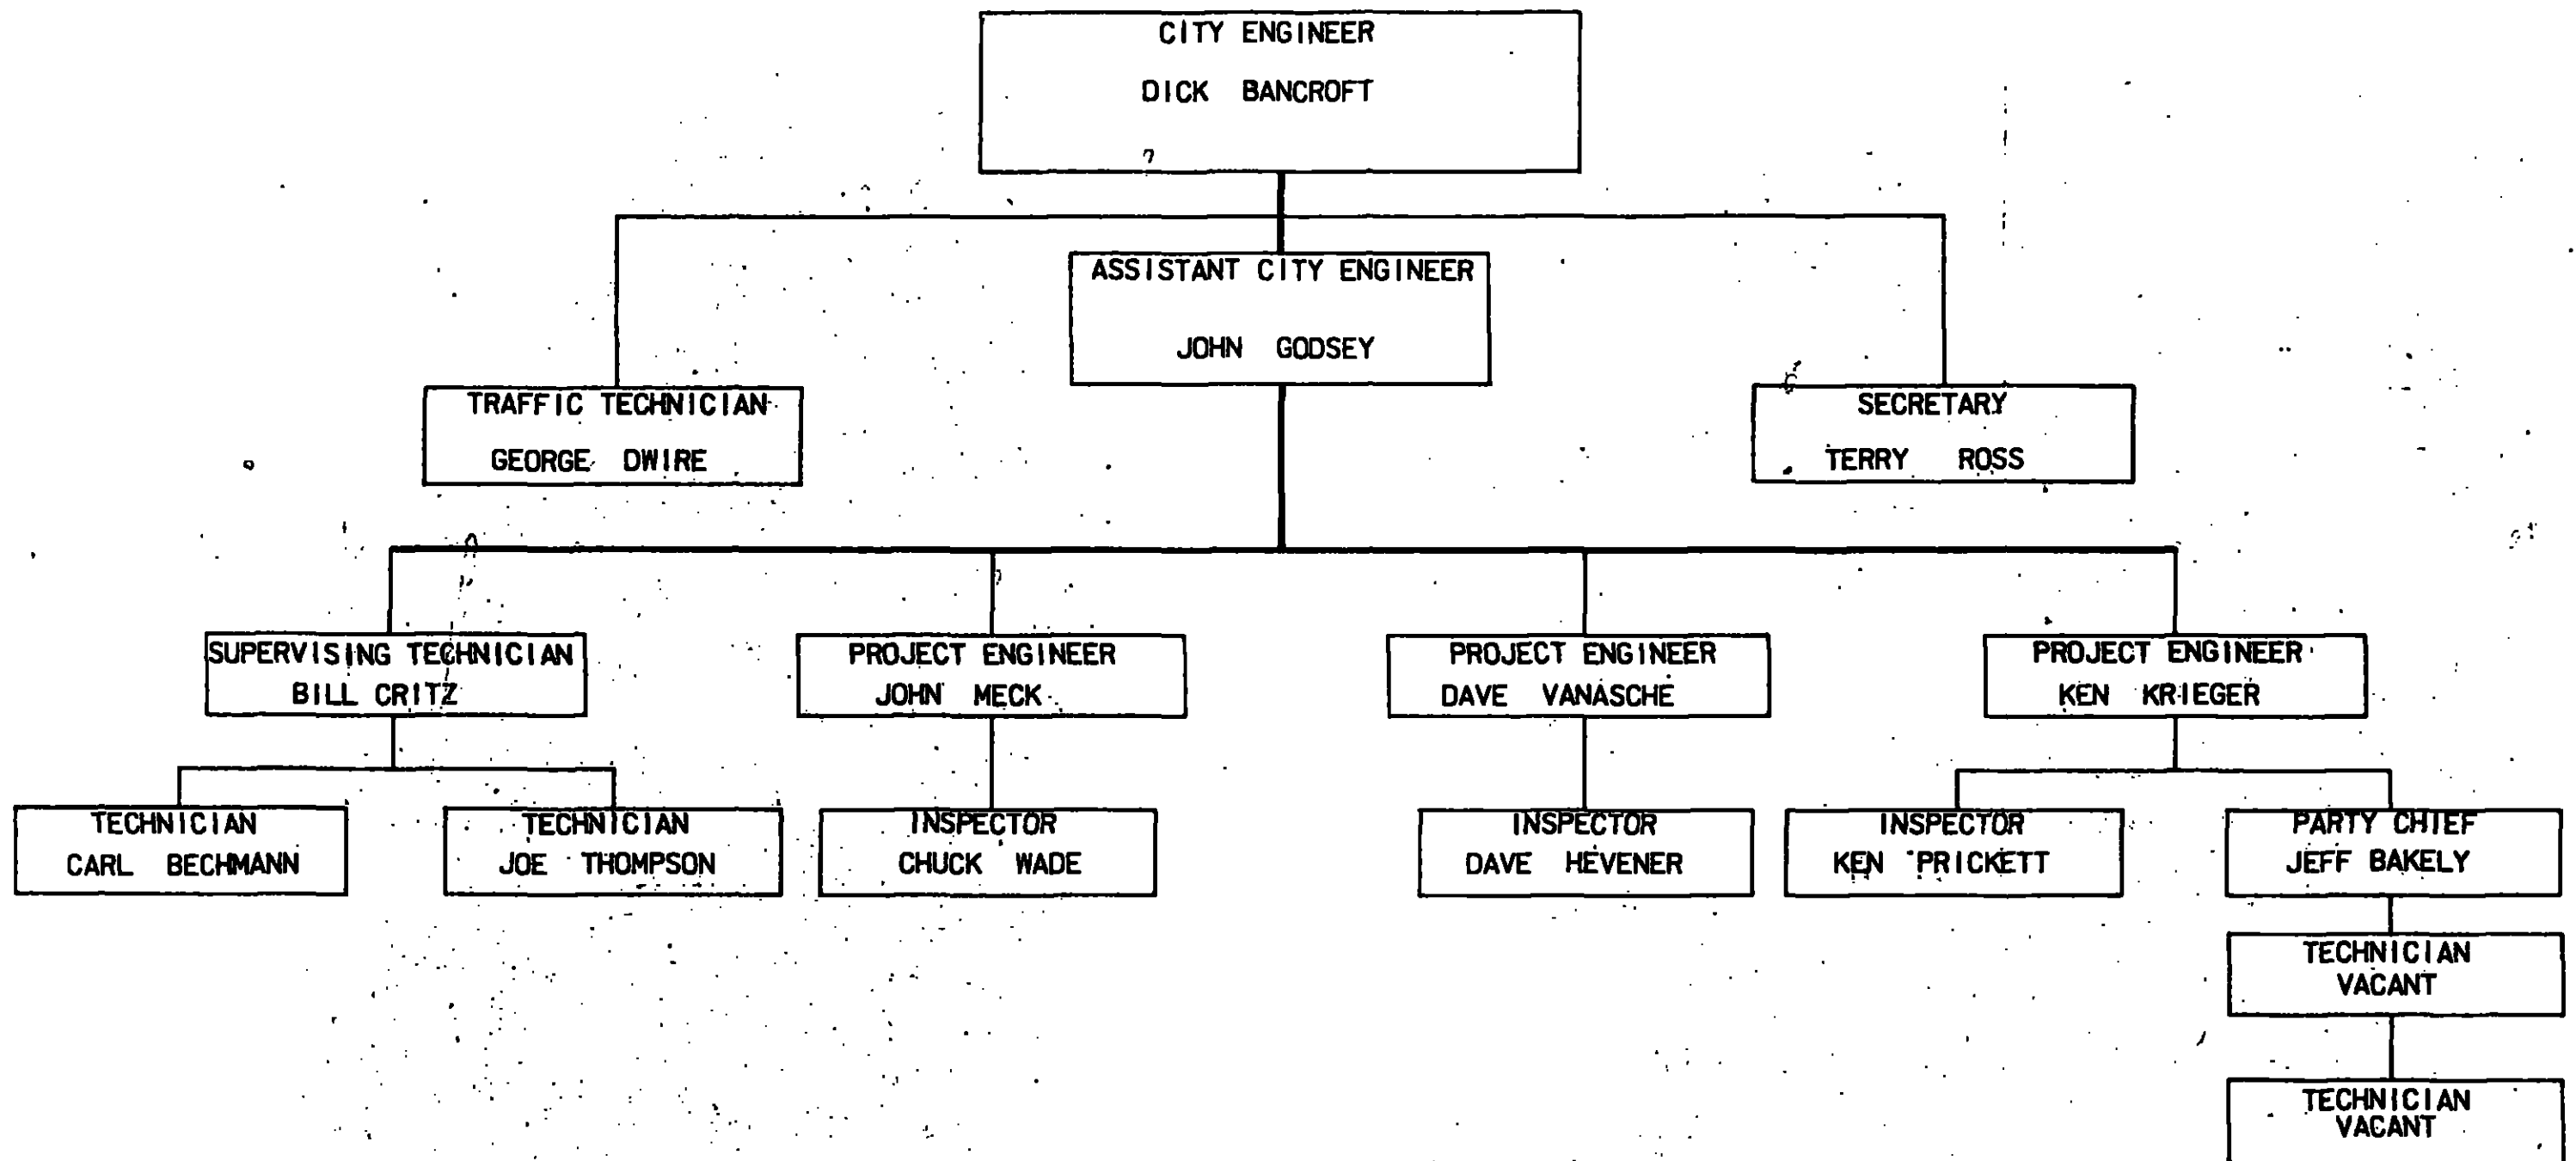 CITY ENGINEER
DICK BANCROFT
ASSISTANT CITY ENGINEER
JOHN GODSEY
TRAFFIC TECHNICIAN
GEORGE DWIRE
SECRETARY
TERRY ROSS
SUPERVISING TECHNICIAN
BILL CRITZ
PROJECT ENGINEER
JOHN MECK
PROJECT ENGINEER
DAVE VANASCHE
PROJECT ENGINEER
KEN KRIEGER
TECHNICIAN
CARL BECHMANN
TECHNICIAN
JOE THOMPSON
INSPECTOR
CHUCK WADE
INSPECTOR
DAVE HEVENER
INSPECTOR
KEN PRICKETT
PARTY CHIEF
JEFF BAKELY
TECHNICIAN
VACANT
TECHNICIAN
VACANT